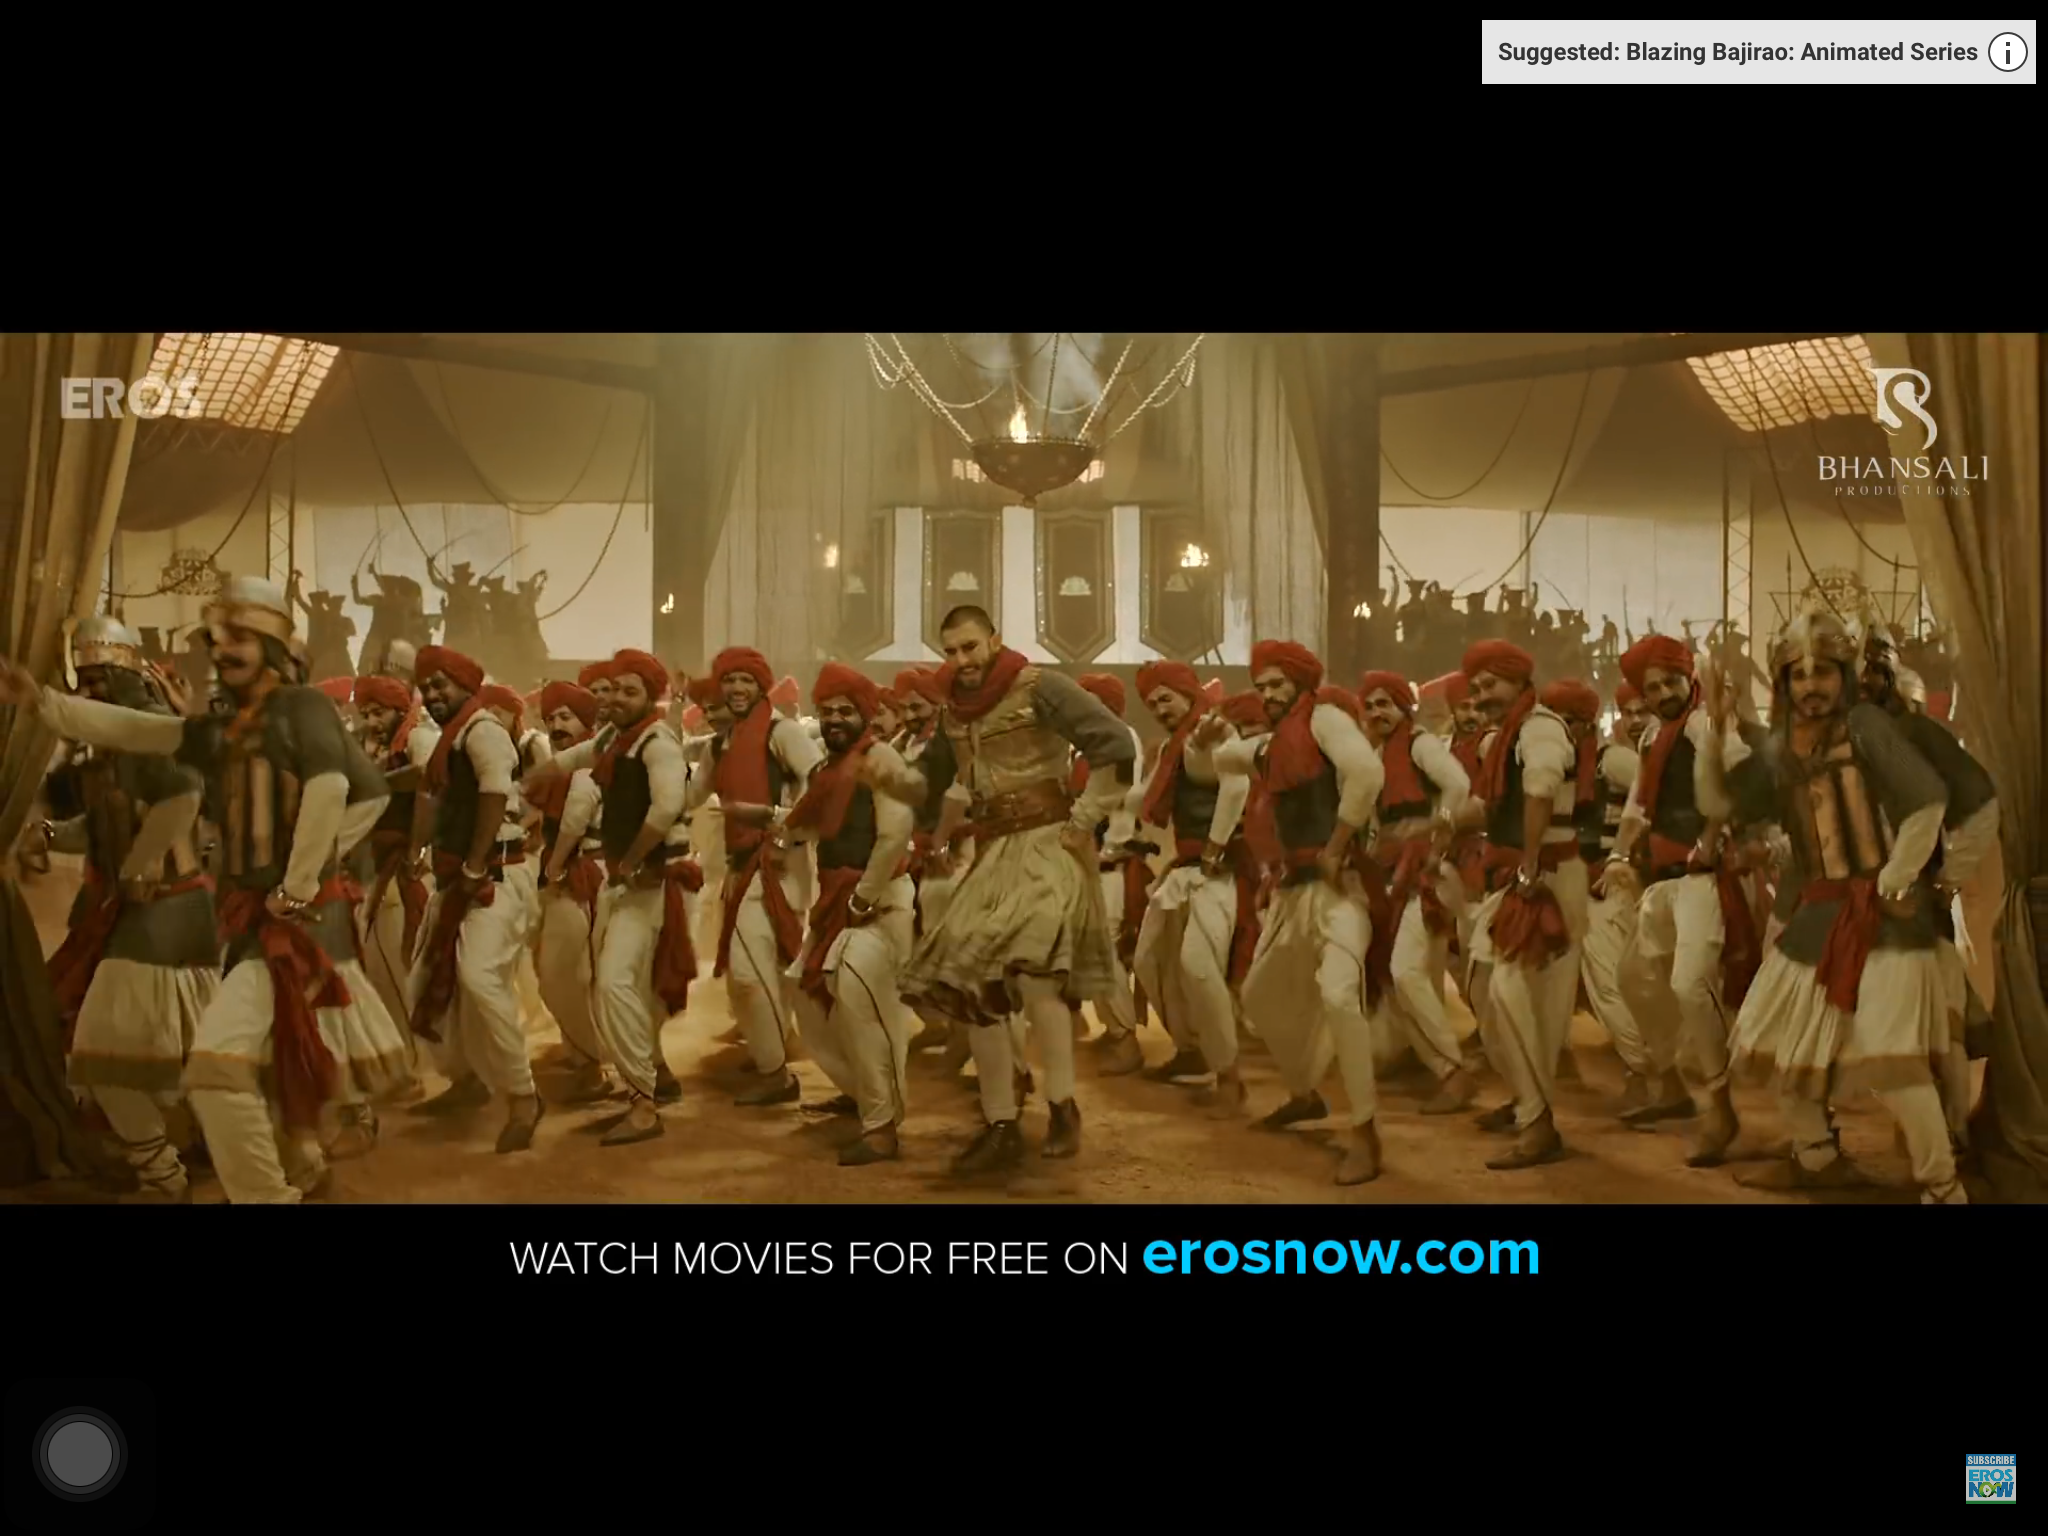 Suggested: Blazing Bajirao: Animated Series
EROS
BHANSALI
PRODUCTIONS
WATCH MOVIES FOR FREE ON erosnow.com
SUBSCRIBE
EROS
NOW